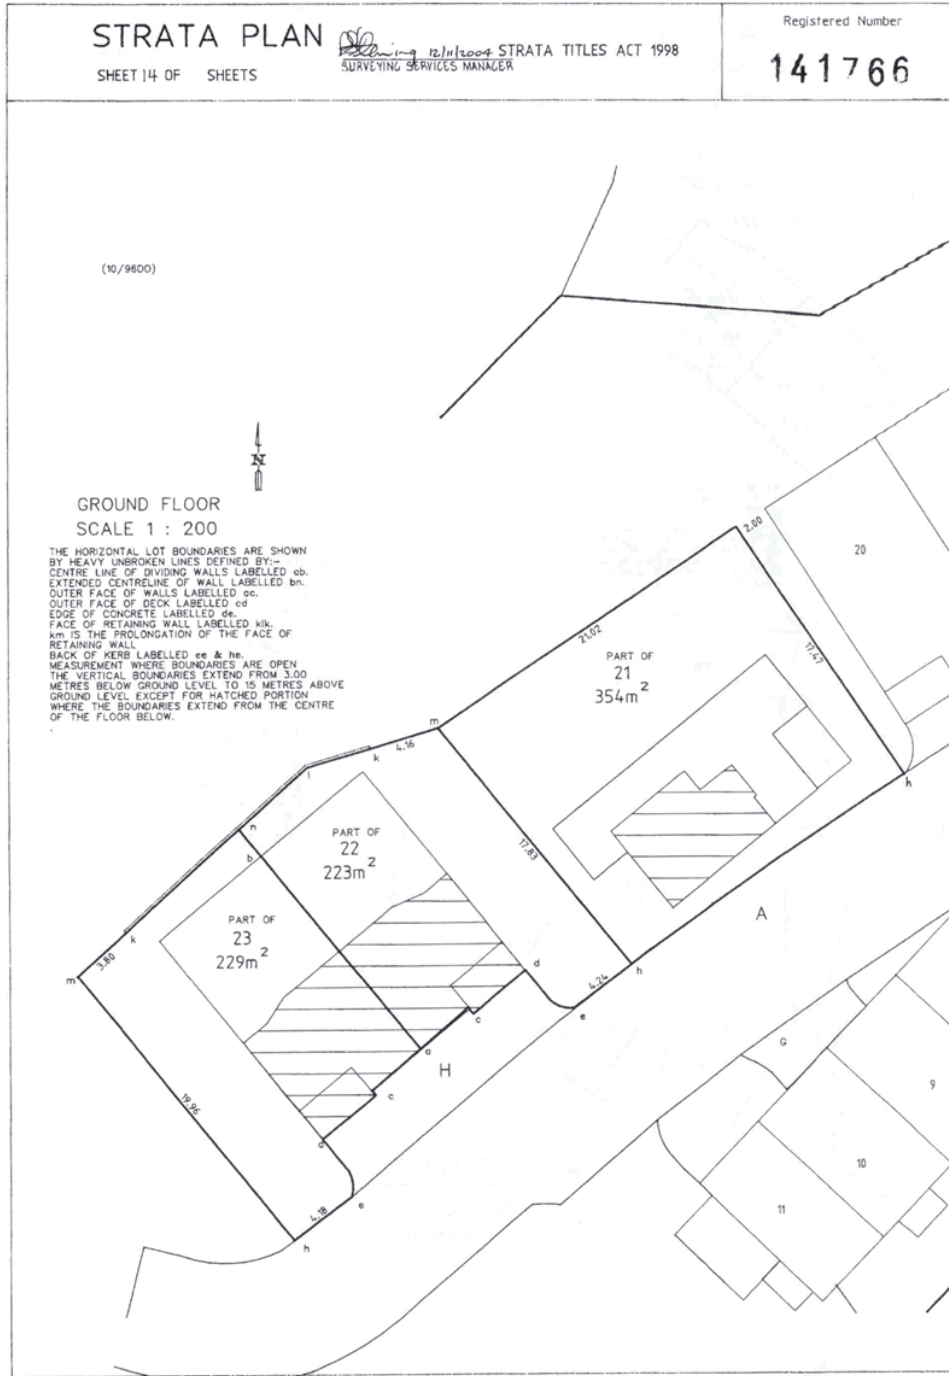 STRATA PLAN
SHEET 14 OF SHEETS
12/11/2004 STRATA TITLES ACT 1998
SURVEYING SERVICES MANAGER
Registered Number
141766
(10/96DO)
N
GROUND FLOOR
SCALE 1 : 200
THE HORIZONTAL LOT BOUNDARIES ARE SHOWN
BY HEAVY UNBROKEN LINES DEFINED BY:-
CENTRE LINE OF DIVIDING WALLS LABELLED ab.
EXTENDED CENTRELINE OF WALL LABELLED bn.
OUTER FACE OF WALLS LABELLED ac.
OUTER FACE OF DECK LABELLED cd
EDGE OF CONCRETE LABELLED de.
FACE OF RETAINING WALL LABELLED klk.
km IS THE PROLONGATION OF THE FACE OF
RETAINING WALL
BACK OF KERB LABELLED ee & he.
MEASUREMENT WHERE BOUNDARIES ARE OPEN
THE VERTICAL BOUNDARIES EXTEND FROM 3.00
METRES BELOW GROUND LEVEL TO 15 METRES ABOVE
GROUND LEVEL EXCEPT FOR HATCHED PORTION
WHERE THE BOUNDARIES EXTEND FROM THE CENTRE
OF THE FLOOR BELOW.
2.00
20
21.02
PART OF
21
354m²
17.47
m
4.16
k
l
h
n
b
PART OF
22
223m²
17.83
A
PART OF
23
229m²
k
3.80
m
d
h
4.24
c
e
a
H
G
9
c
19.96
d
10
e
11
4.18
h